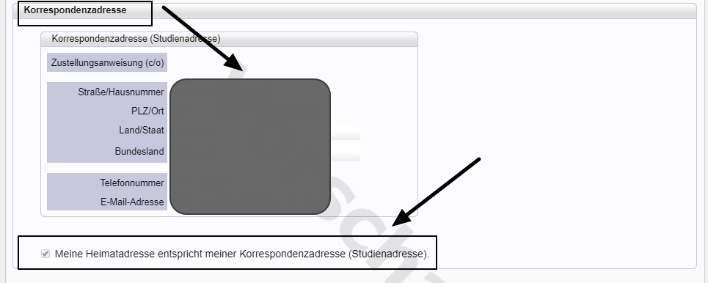 Korrespondenzadresse
Korrespondenzadresse (Studienadresse)
Zustellungsanweisung (c/o)
Straße/Hausnummer
PLZ/Ort
Land/Staat
Bundesland
Telefonnummer
E-Mail-Adresse
Meine Heimatadresse entspricht meiner Korrespondenzadresse (Studienadresse).